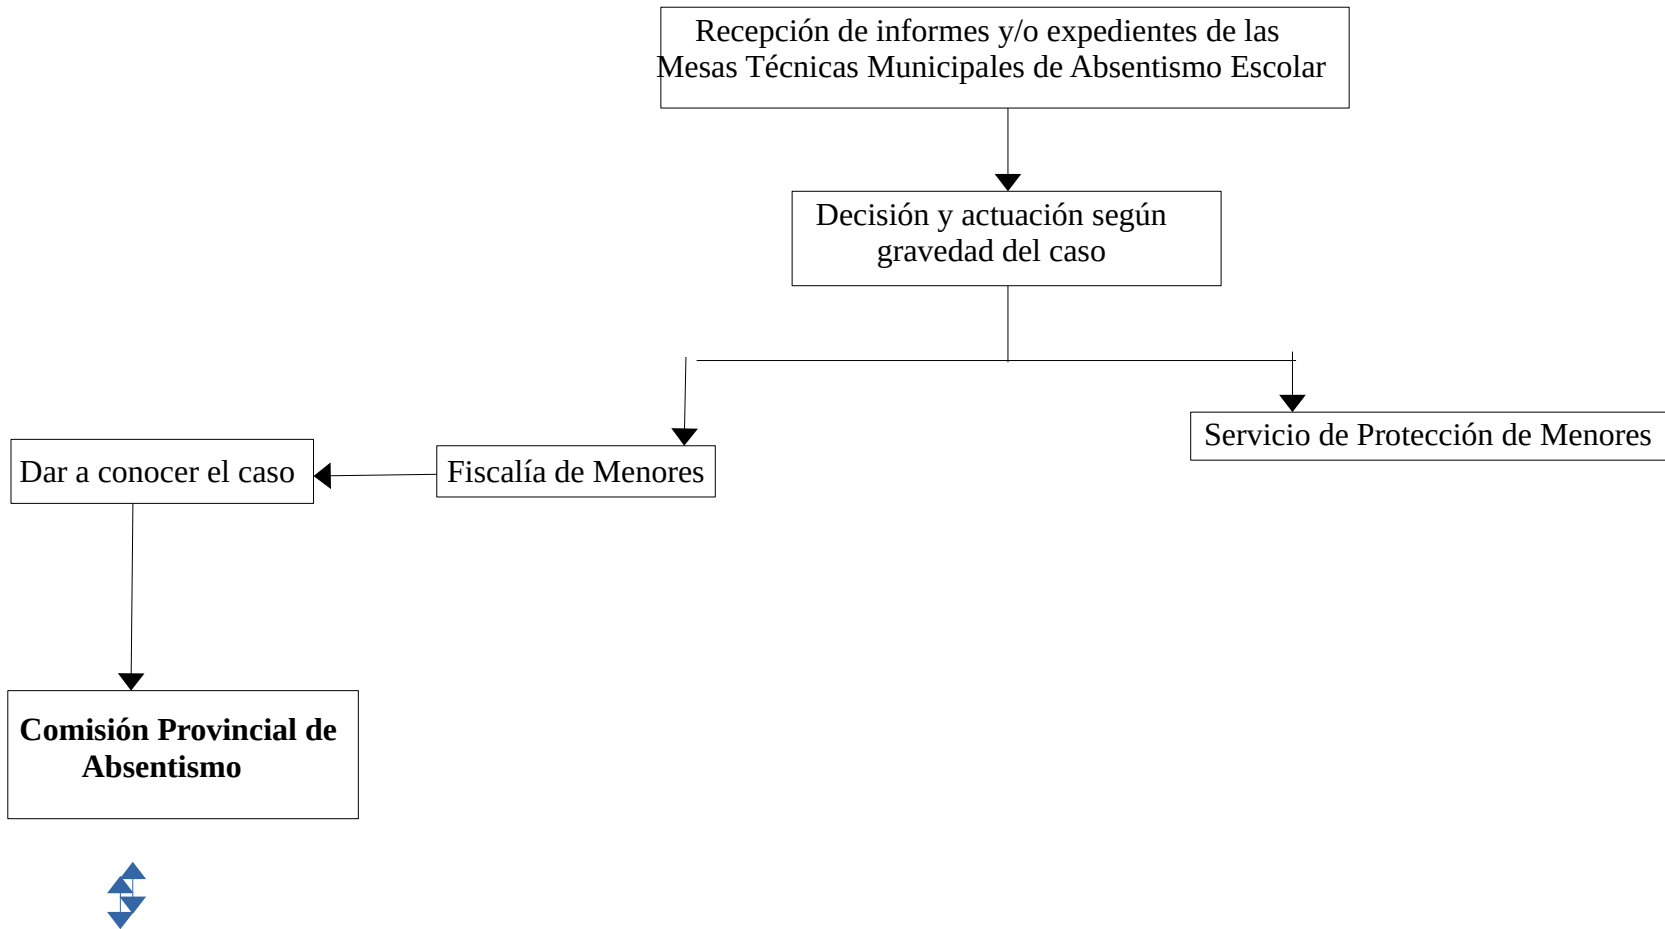 Recepción de informes y/o expedientes de las
Mesas Técnicas Municipales de Absentismo Escolar
Decisión y actuación según
gravedad del caso
Servicio de Protección de Menores
Dar a conocer el caso
Fiscalía de Menores
Comisión Provincial de
Absentismo